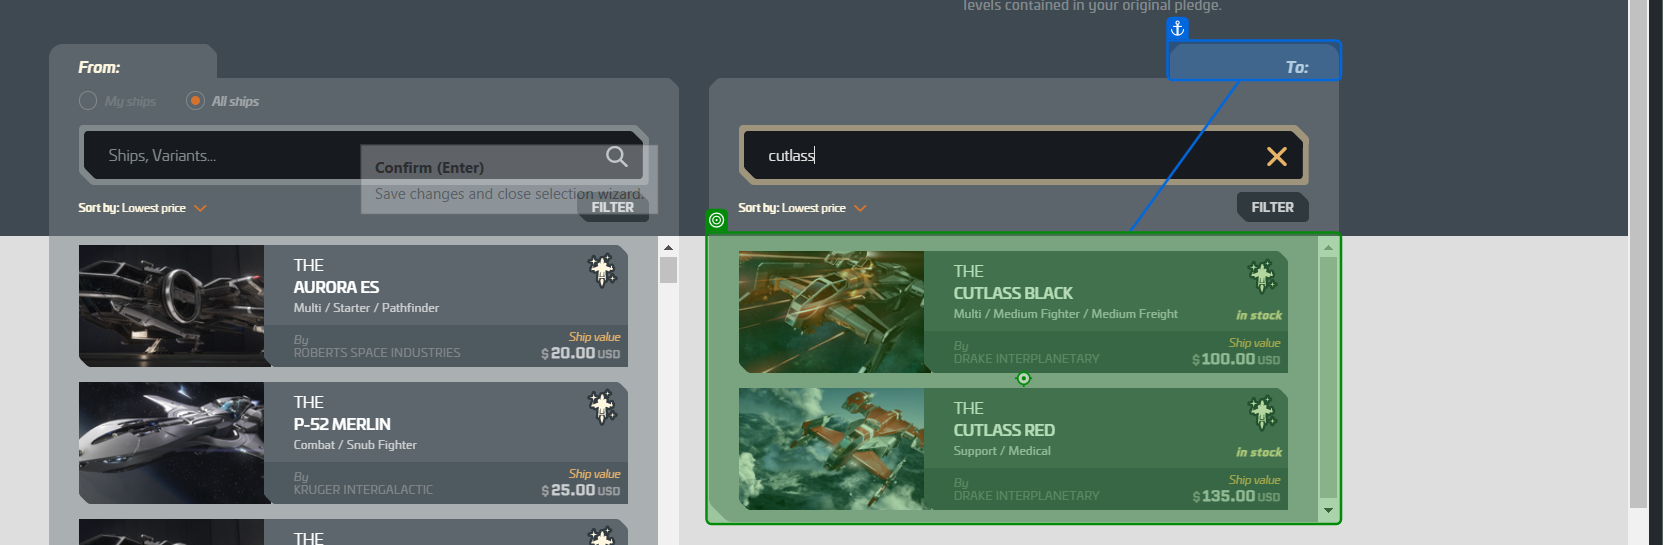 levels contained in your original pledge.
From:
My ships
All ships
Ships, Variants...
Confirm (Enter)
Save changes and close selection wizard.
Sort by: Lowest price
FILTER
THE
AURORA ES
Multi / Starter / Pathfinder
By
ROBERTS SPACE INDUSTRIES
Ship value
$ 20.00 USD
THE
P-52 MERLIN
Combat / Snub Fighter
By
KRUGER INTERGALACTIC
Ship value
$ 25.00 USD
THE
To:
cutlass
Sort by: Lowest price
FILTER
THE
CUTLASS BLACK
Multi / Medium Fighter / Medium Freight
in stock
By
DRAKE INTERPLANETARY
Ship value
$ 100.00 USD
THE
CUTLASS RED
Support / Medical
in stock
By
DRAKE INTERPLANETARY
Ship value
$ 135.00 USD